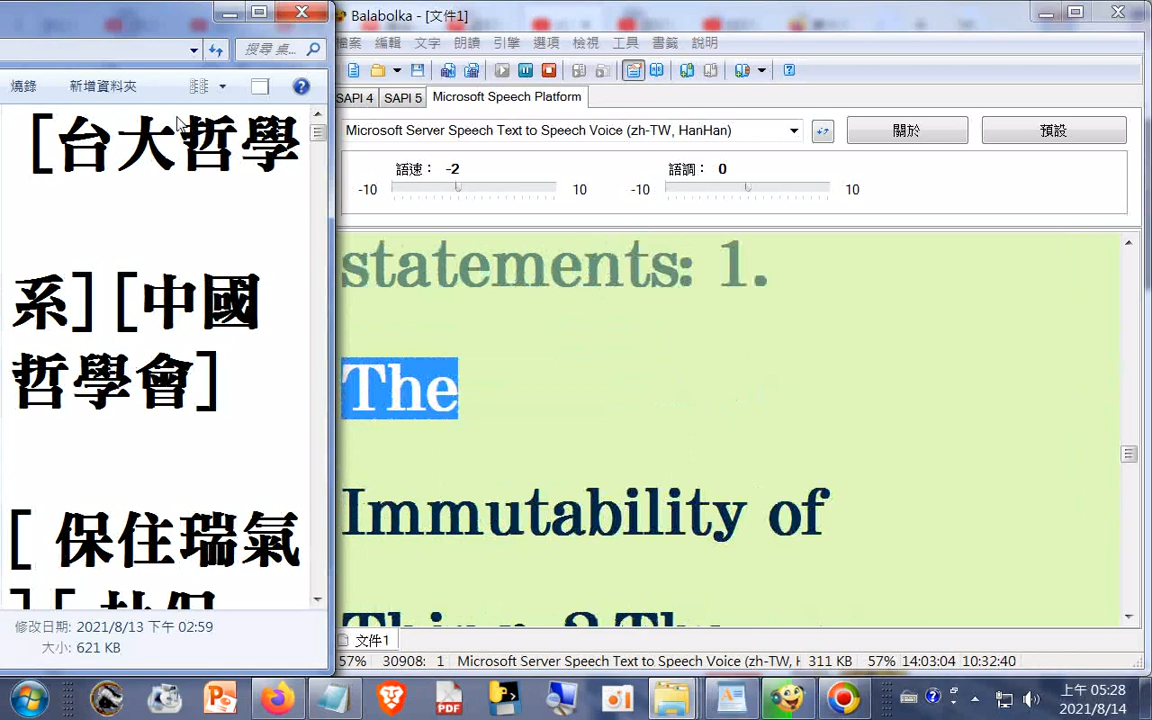 Balabolka - [文件1]
搜尋 桌...
檔案 編輯 文字 朗讀 引擎 選項 檢視 工具 書籤 說明
燒錄 新增資料夾
SAPI 4 SAPI 5 Microsoft Speech Platform
Microsoft Server Speech Text to Speech Voice (zh-TW, HanHan)
關於 預設
語速： -2 語調： 0
-10 10 -10 10
[台大哲學
系] [中國
哲學會]
[ 保住瑞氣
statements: 1.
The
Immutability of
修改日期: 2021/8/13 下午 02:59
大小: 621 KB
文件1
57% 30908: 1 Microsoft Server Speech Text to Speech Voice (zh-TW, H 311 KB 57% 14:03:04 10:32:40
PDF
上午 05:28
2021/8/14